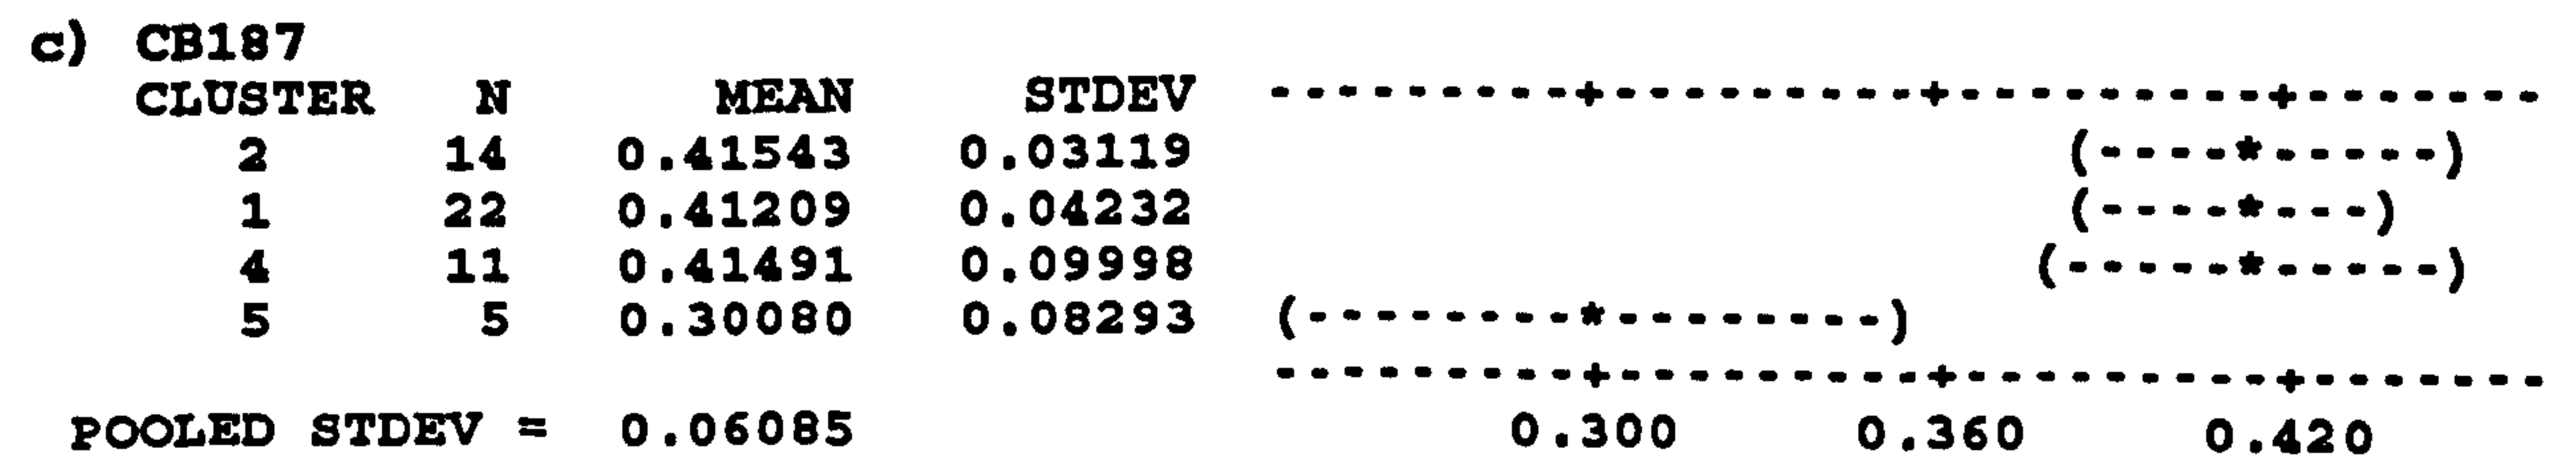 c) CB187
CLUSTER N MEAN STDEV ---------+---------+---------+-------
2 14 0.41543 0.03119 (----*-----)
1 22 0.41209 0.04232 (----*---)
4 11 0.41491 0.09998 (-----*-----)
5 5 0.30080 0.08293 (--------*--------)
---------+---------+---------+-------
POOLED STDEV = 0.06085 0.300 0.360 0.420